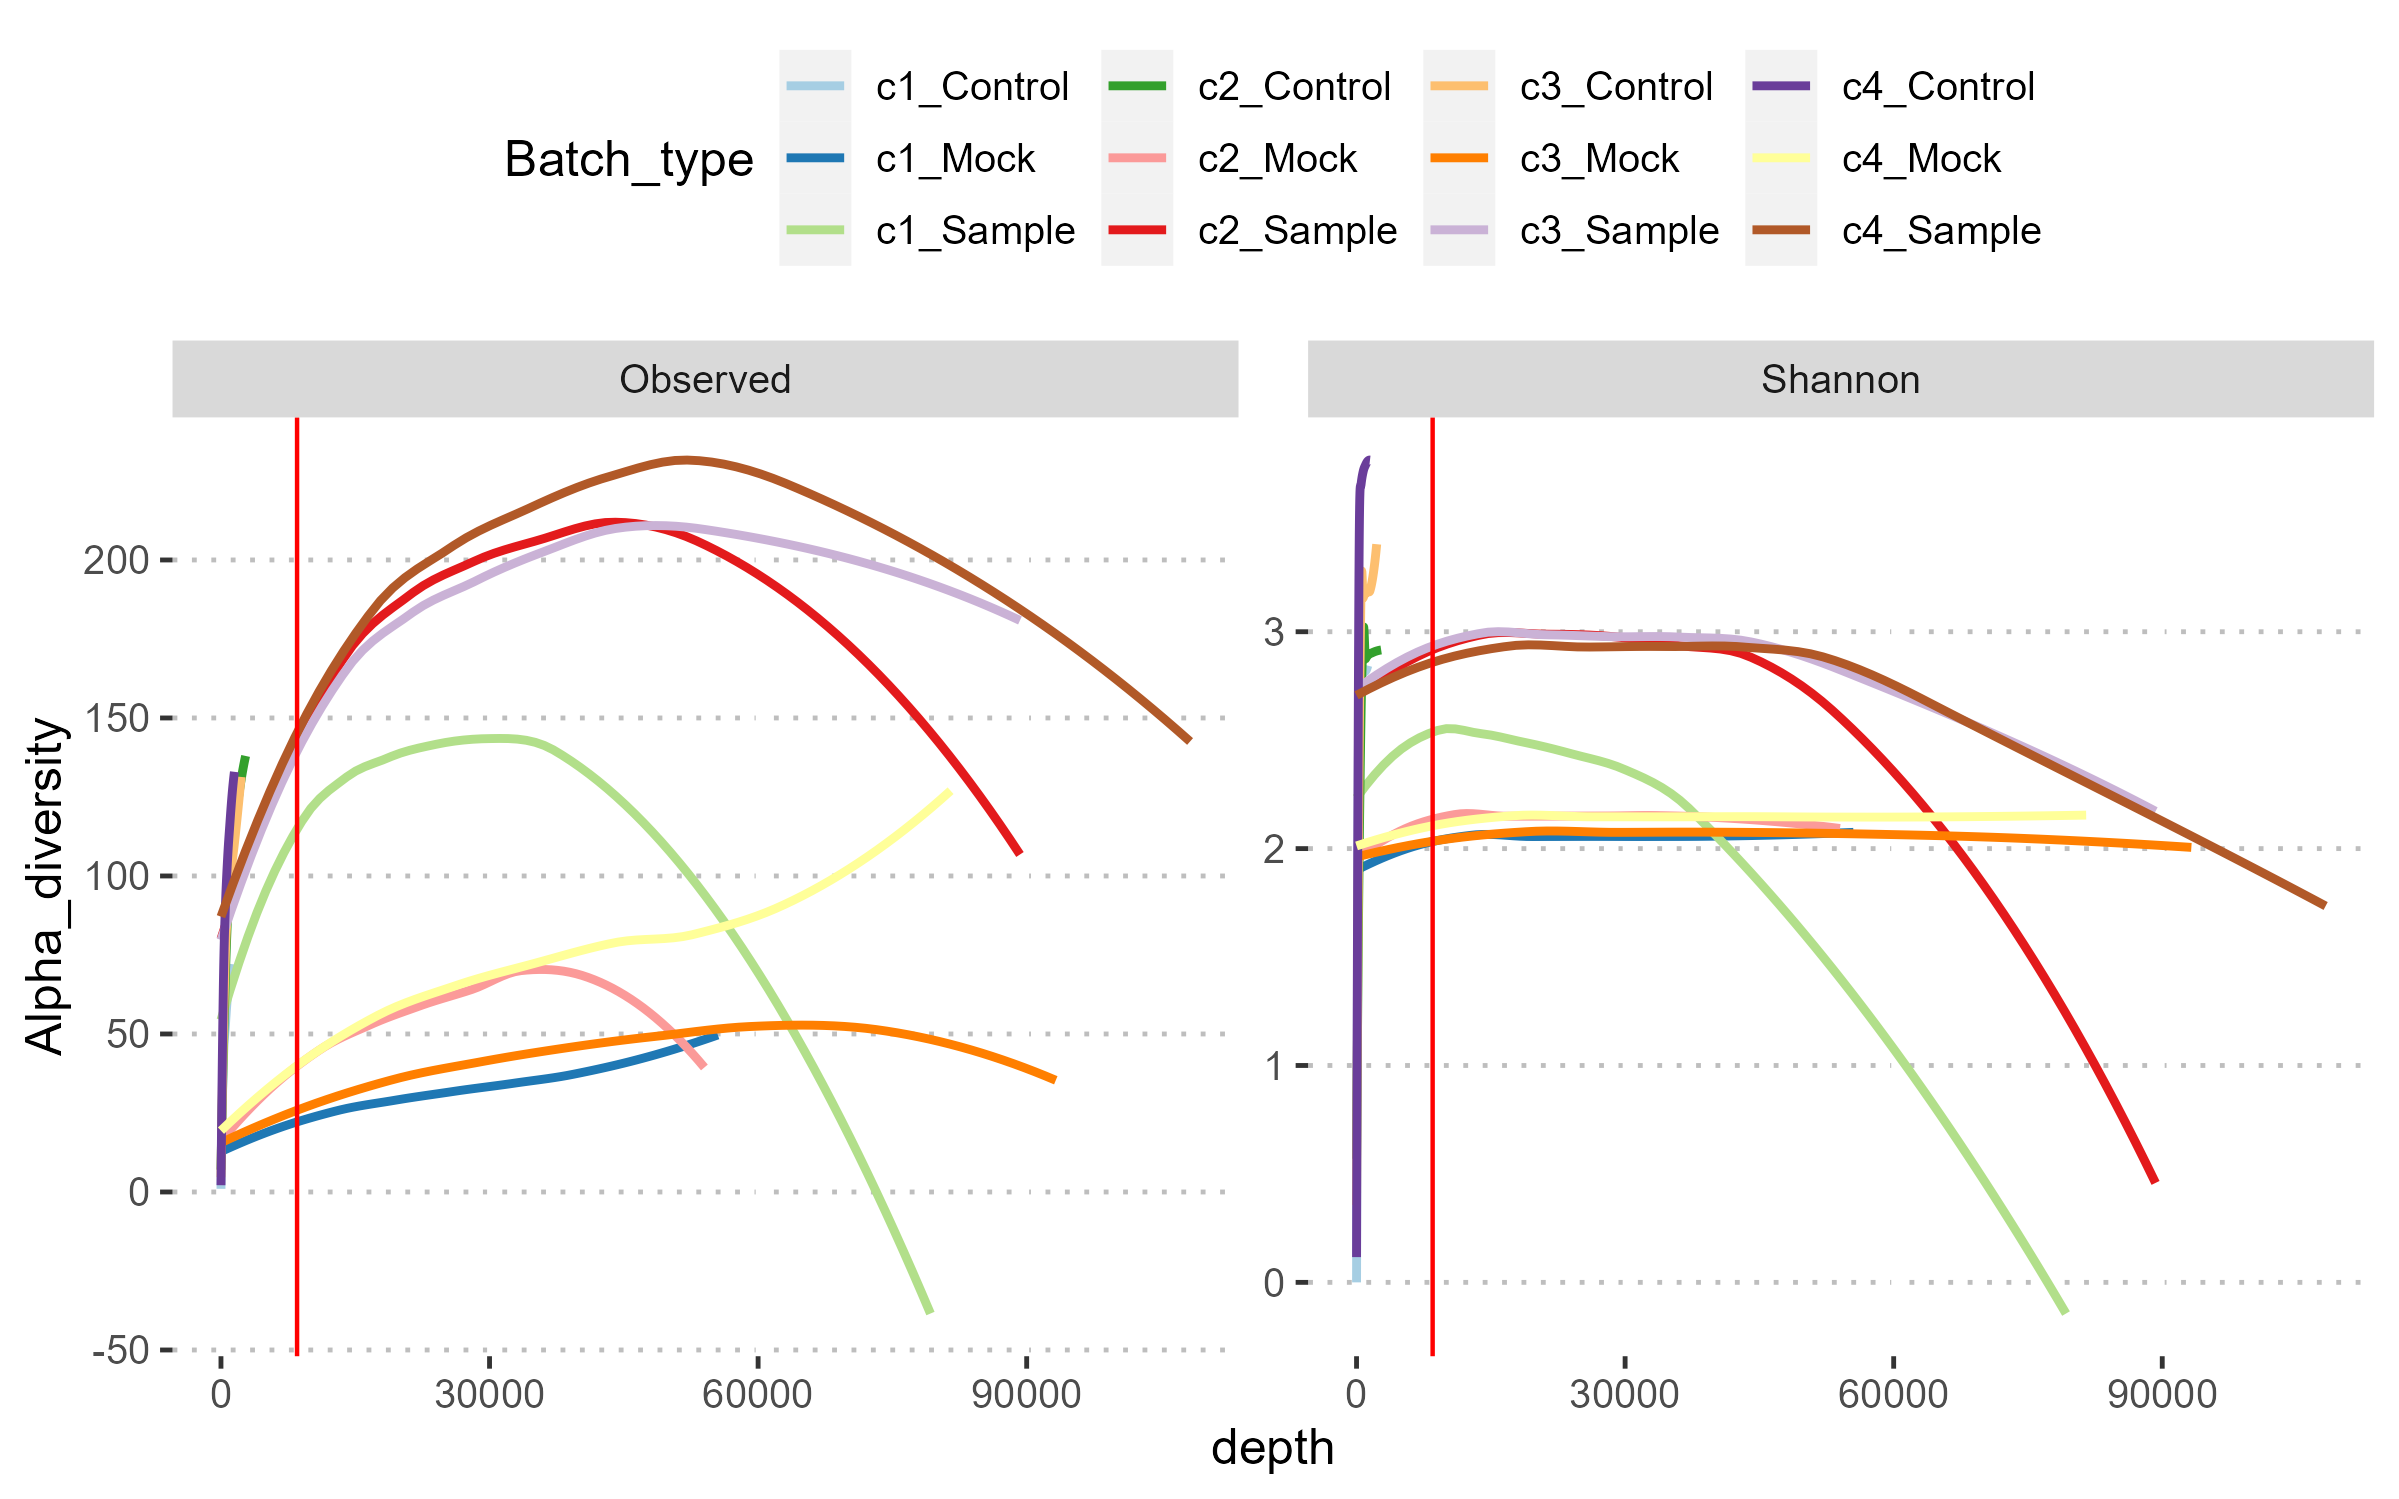 Batch_type
c1_Control
c1_Mock
c1_Sample
c2_Control
c2_Mock
c2_Sample
c3_Control
c3_Mock
c3_Sample
c4_Control
c4_Mock
c4_Sample
Observed
Shannon
Alpha_diversity
200
150
100
50
0
-50
3
2
1
0
0
30000
60000
90000
0
30000
60000
90000
depth